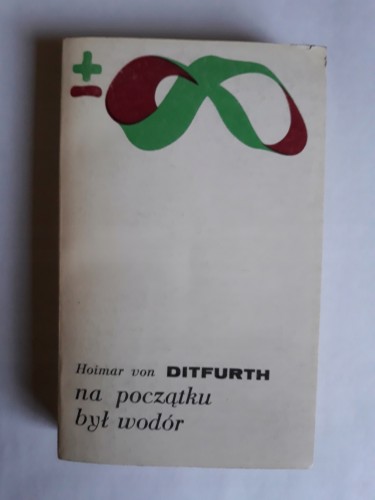 ±
Hoimar von DITFURTH
na początku
był wodór